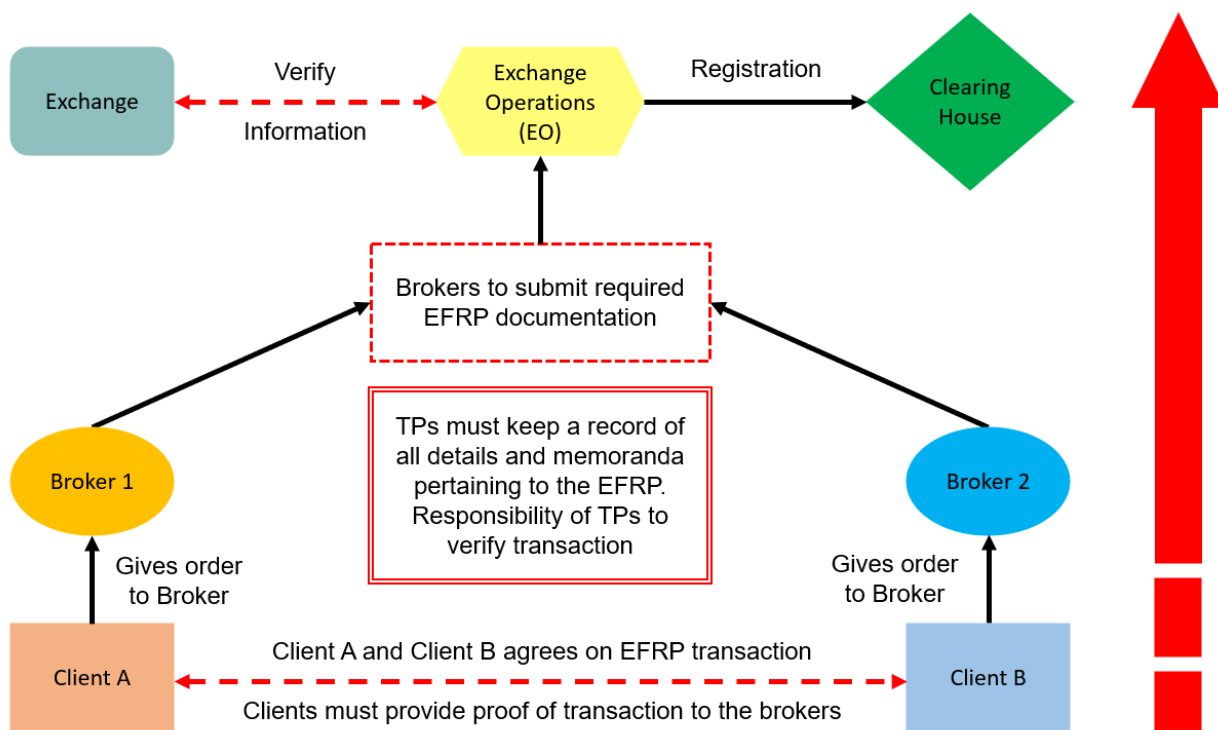 Exchange
Verify
Information
Exchange
Operations
(EO)
Registration
Clearing
House
Brokers to submit required
EFRP documentation
TPs must keep a record of
all details and memoranda
pertaining to the EFRP.
Responsibility of TPs to
verify transaction
Broker 1
Broker 2
Gives order
to Broker
Gives order
to Broker
Client A
Client A and Client B agrees on EFRP transaction
Clients must provide proof of transaction to the brokers
Client B